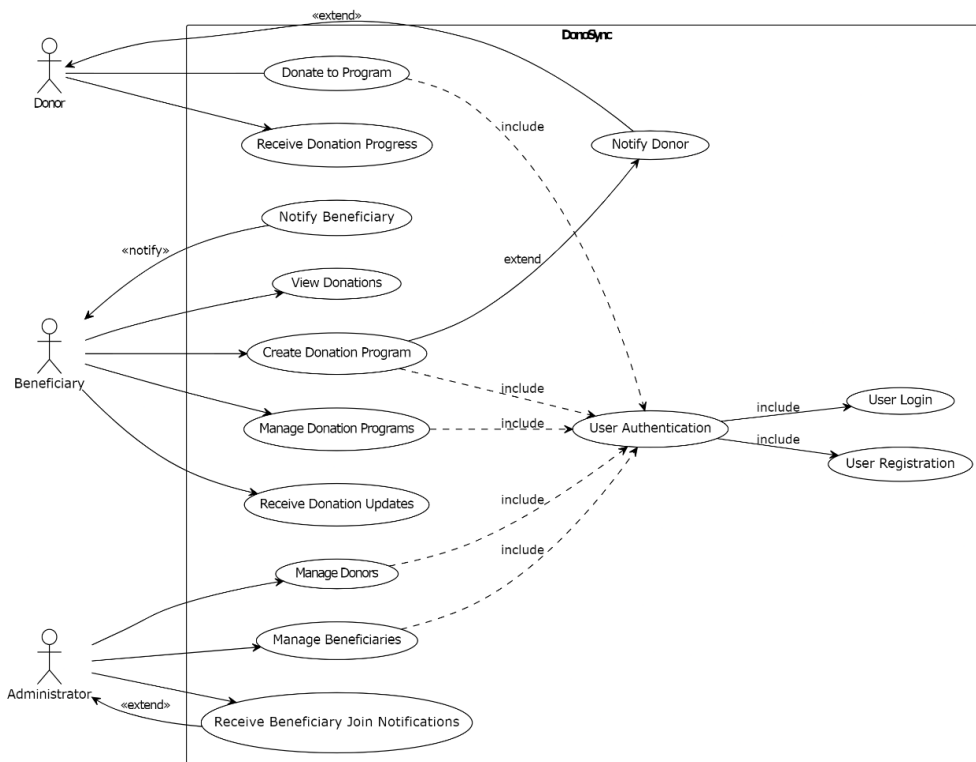 «extend»
DonoSync
Donate to Program
Donor
include
Receive Donation Progress
Notify Donor
Notify Beneficiary
«notify»
extend
View Donations
Create Donation Program
Beneficiary
include
User Login
include
Manage Donation Programs
include
User Authentication
include
User Registration
Receive Donation Updates
include
include
Manage Donors
Manage Beneficiaries
Administrator
«extend»
Receive Beneficiary Join Notifications